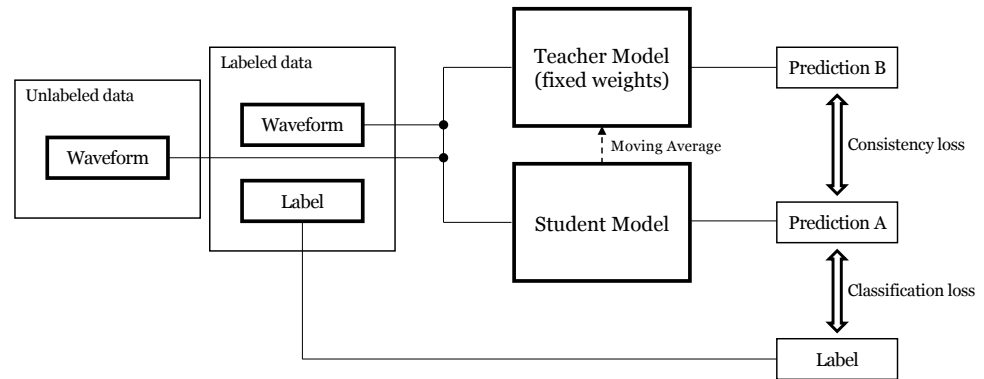 Unlabeled data
Waveform
Labeled data
Waveform
Label
Teacher Model
(fixed weights)
Moving Average
Student Model
Prediction B
Consistency loss
Prediction A
Classification loss
Label